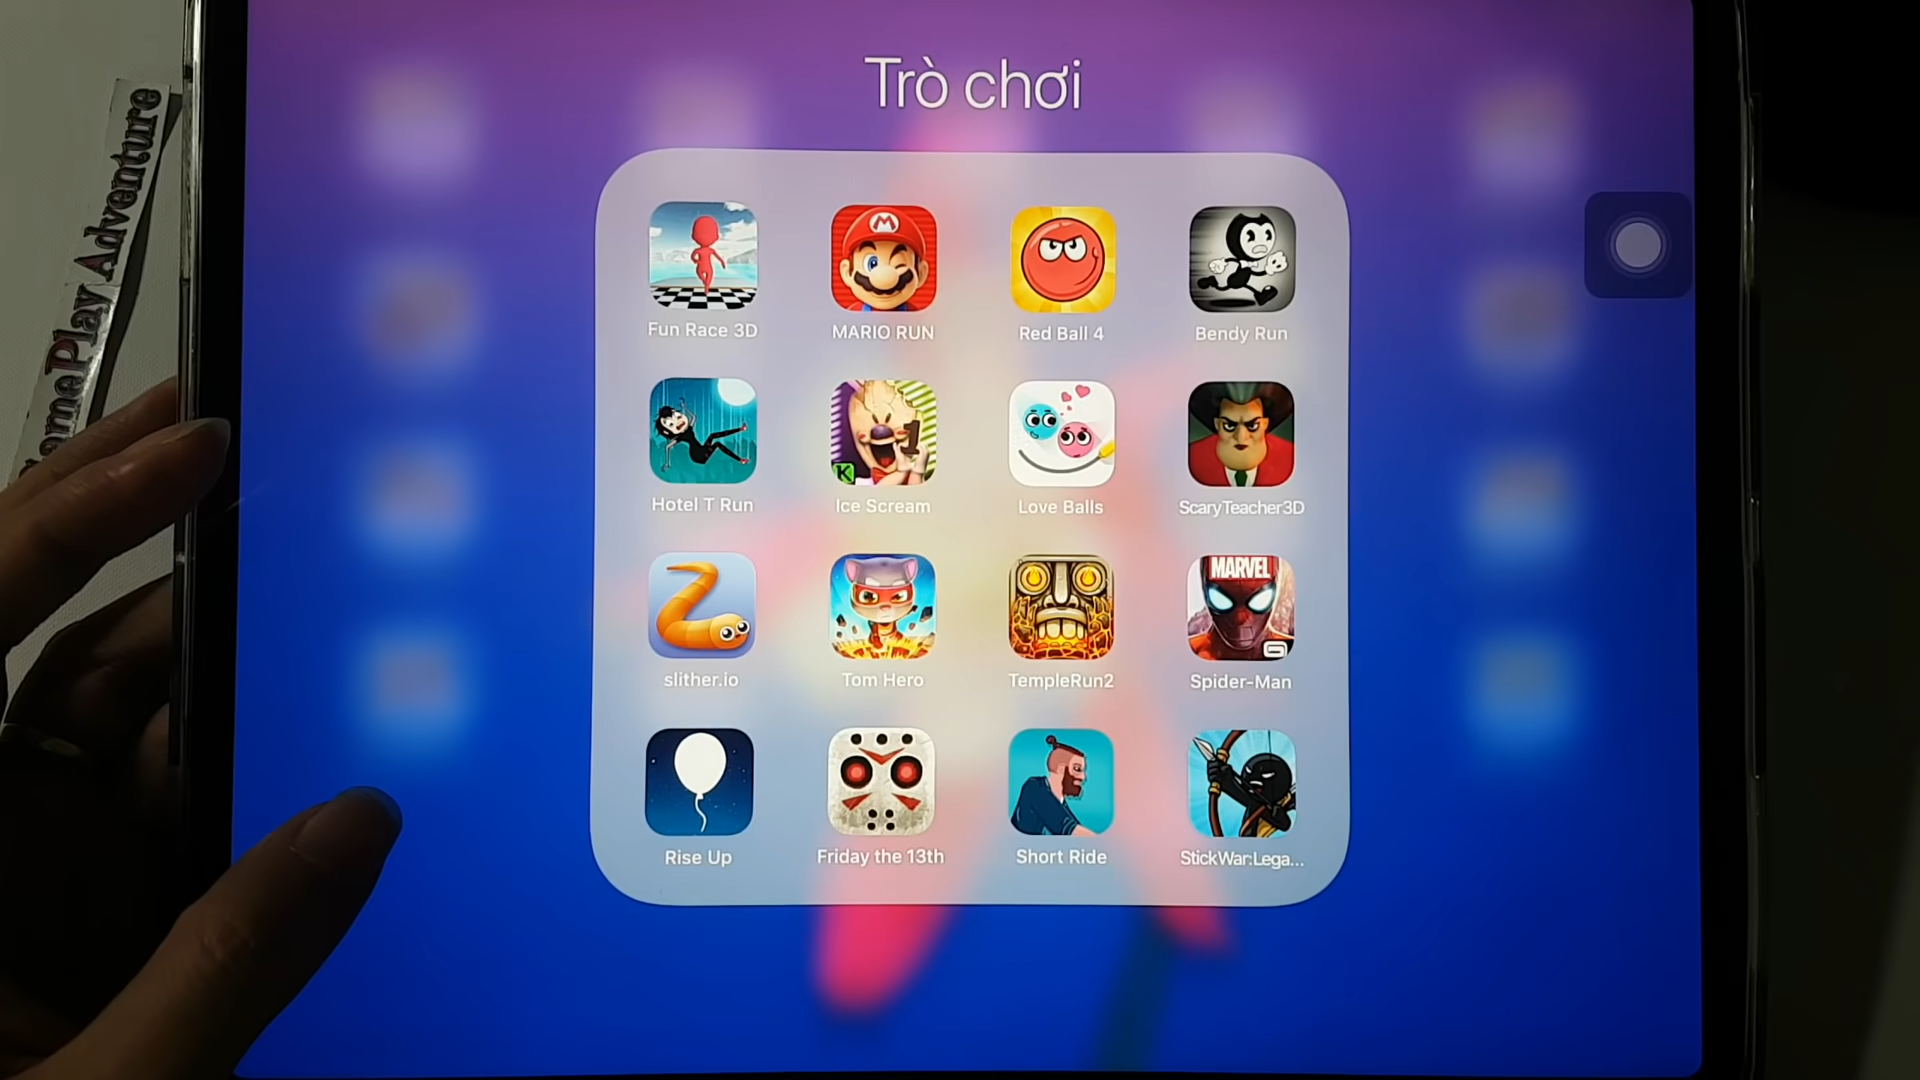 Trò chơi
GamePlay Adventure
M
Fun Race 3D
MARIO RUN
Red Ball 4
Bendy Run
1
K
Hotel T Run
Ice Scream
Love Balls
ScaryTeacher3D
MARVEL
slither.io
Tom Hero
TempleRun2
Spider-Man
Rise Up
Friday the 13th
Short Ride
StickWar:Lega...